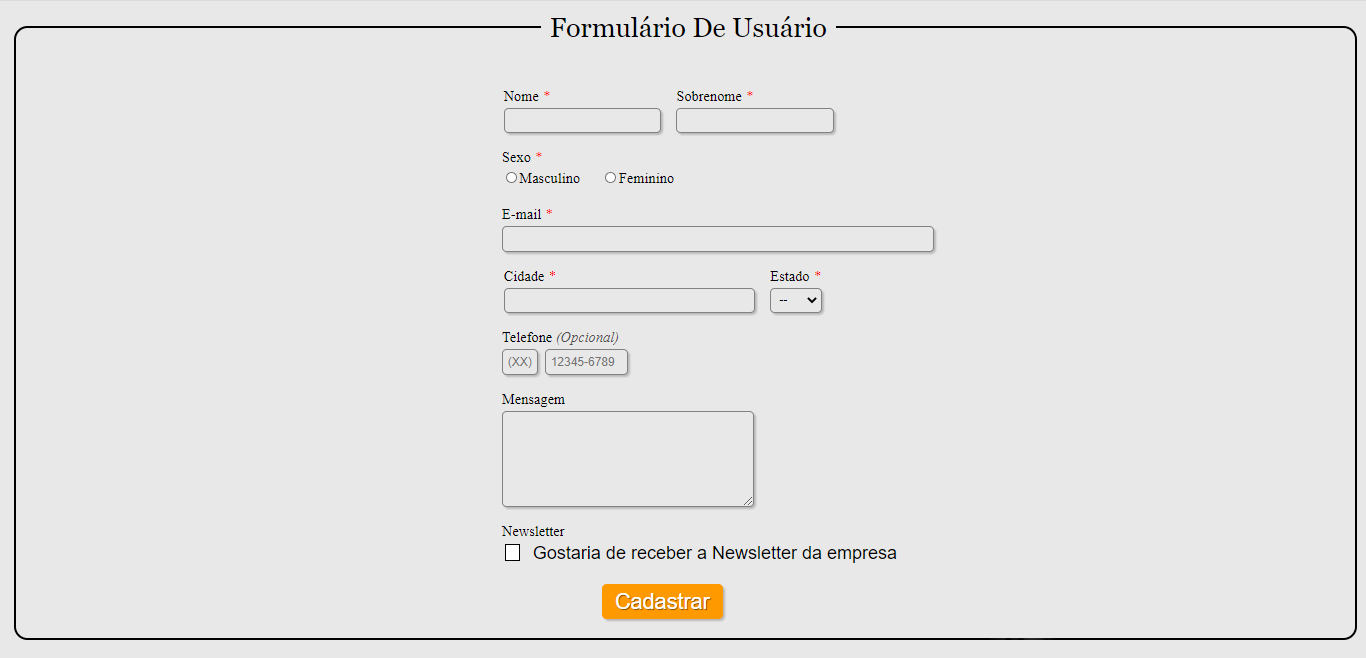 Formulário De Usuário
Nome * Sobrenome *
Sexo *
Masculino Feminino
E-mail *
Cidade * Estado *
--
Telefone (Opcional)
(XX) 12345-6789
Mensagem
Newsletter
Gostaria de receber a Newsletter da empresa
Cadastrar